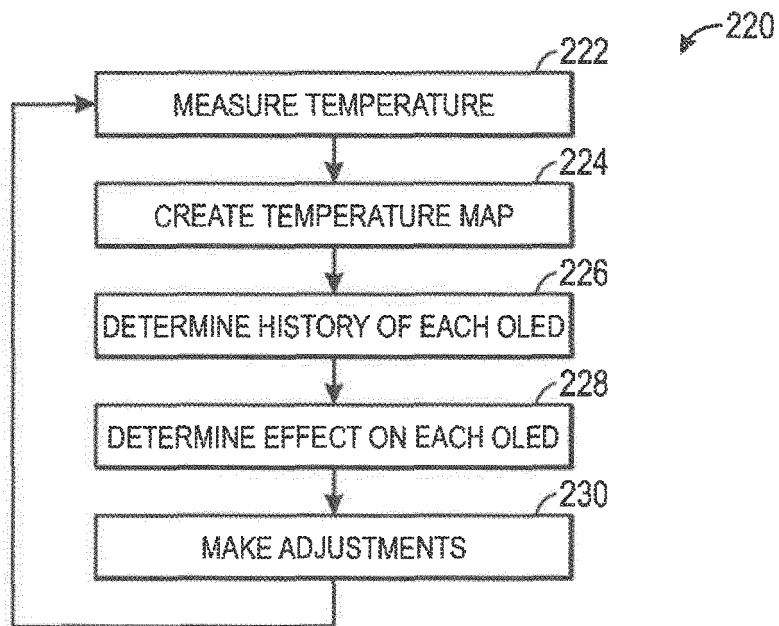 220
222
MEASURE TEMPERATURE
224
CREATE TEMPERATURE MAP
226
DETERMINE HISTORY OF EACH OLED
228
DETERMINE EFFECT ON EACH OLED
230
MAKE ADJUSTMENTS